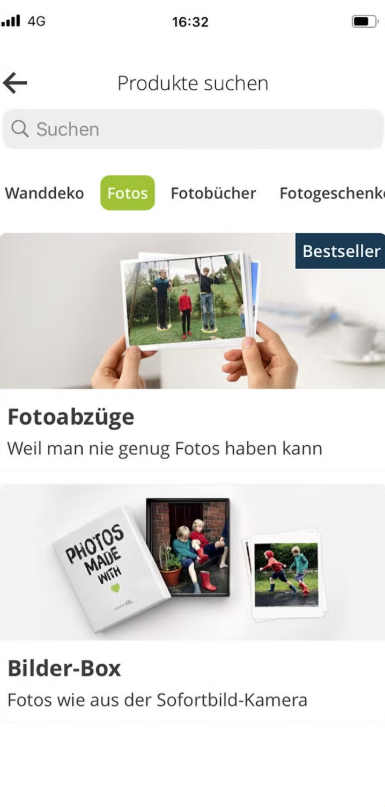 4G
16:32
Produkte suchen
Suchen
Wanddeko
Fotos
Fotobücher
Fotogeschenke
Bestseller
Fotoabzüge
Weil man nie genug Fotos haben kann
PHOTOS
MADE
WITH
Bilder-Box
Fotos wie aus der Sofortbild-Kamera